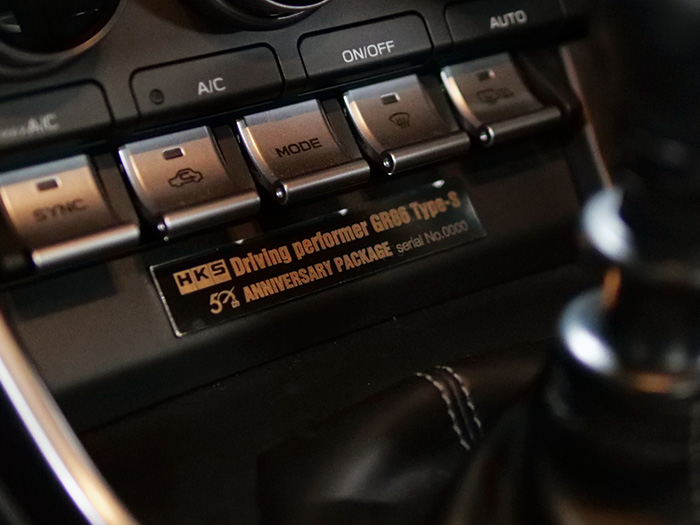 AUTO
ON/OFF
A/C
A/C
MODE
SYNC
HKS Driving performer GR86 Type-S
50th ANNIVERSARY PACKAGE serial No.0000